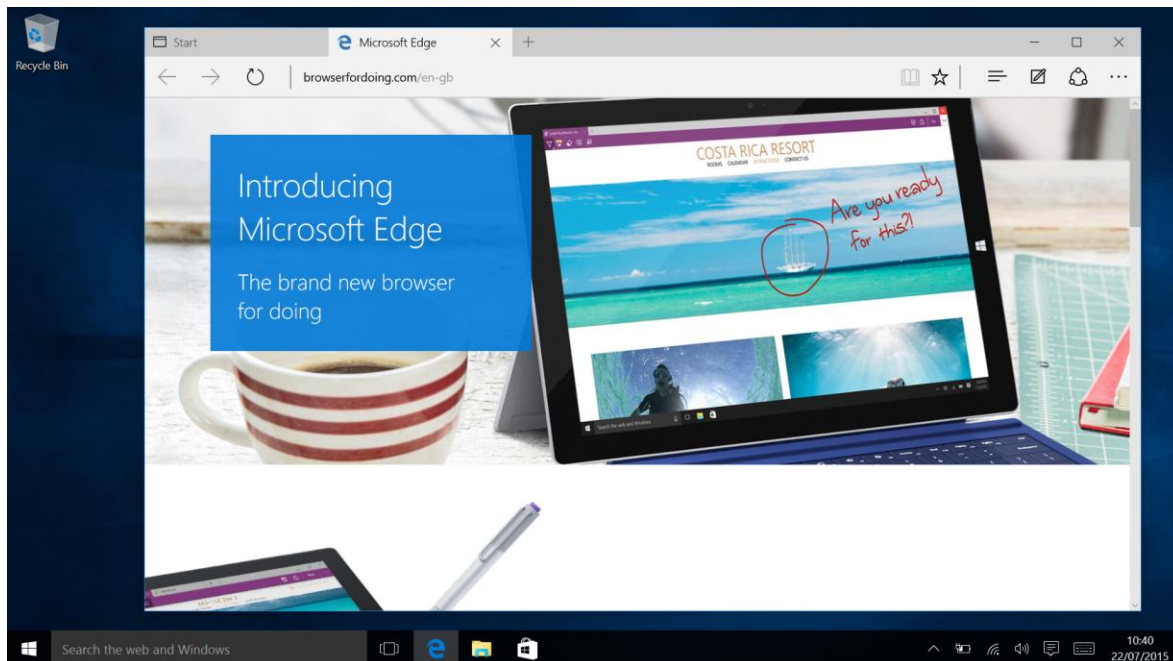 Recycle Bin
Start
Microsoft Edge
browserfordoing.com/en-gb
Introducing
Microsoft Edge
The brand new browser
for doing
COSTA RICA RESORT
ROOMS CALENDAR ATTRACTIONS CONTACT US
Are you ready
for this?!
Search the web and Windows
Search the web and Windows
10:40
22/07/2015